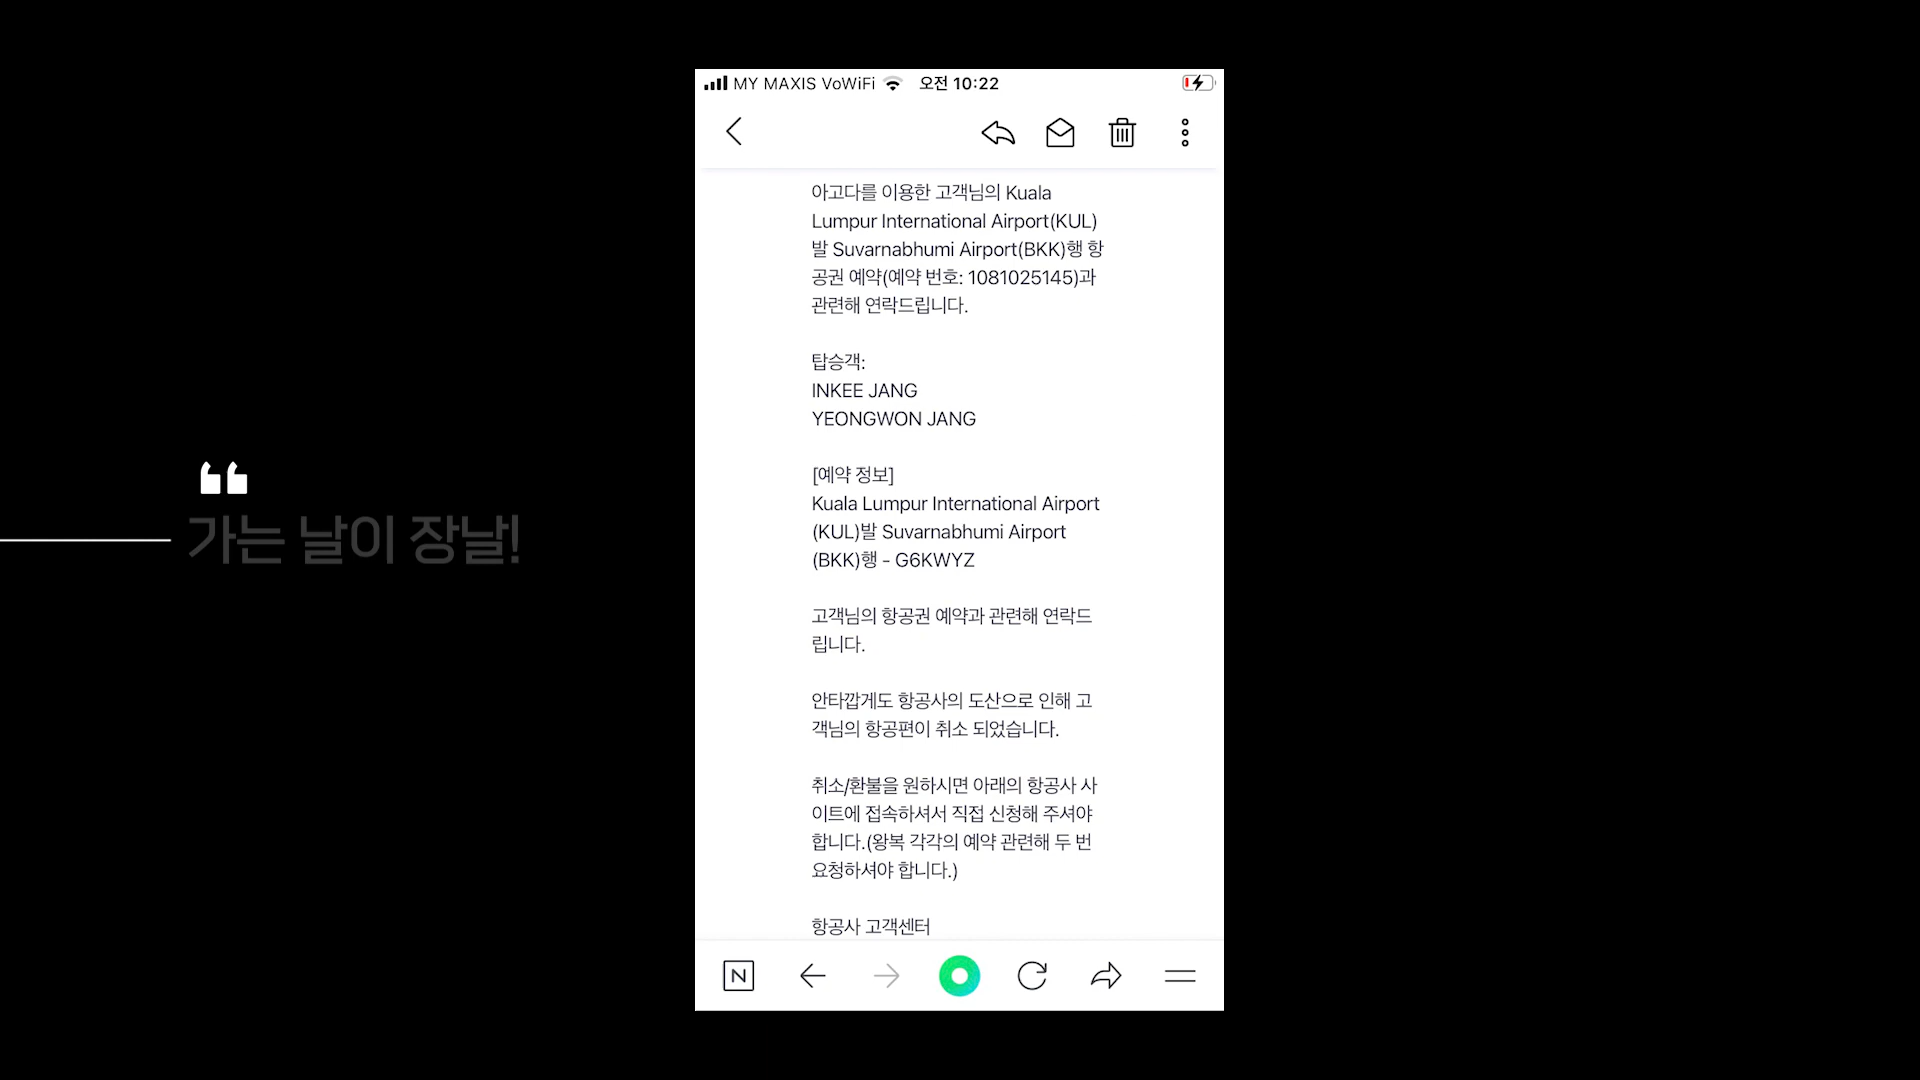 MY MAXIS VoWiFi 오전 10:22
아고다를 이용한 고객님의 Kuala
Lumpur International Airport(KUL)
발 Suvarnabhumi Airport(BKK)행 항
공권 예약(예약 번호: 1081025145)과
관련해 연락드립니다.
탑승객:
INKEE JANG
YEONGWON JANG
[예약 정보]
Kuala Lumpur International Airport
(KUL)발 Suvarnabhumi Airport
(BKK)행 - G6KWYZ
고객님의 항공권 예약과 관련해 연락드
립니다.
안타깝게도 항공사의 도산으로 인해 고
객님의 항공편이 취소 되었습니다.
취소/환불을 원하시면 아래의 항공사 사
이트에 접속하셔서 직접 신청해 주셔야
합니다.(왕복 각각의 예약 관련해 두 번
요청하셔야 합니다.)
항공사 고객센터
N
“
가는 날이 장날!